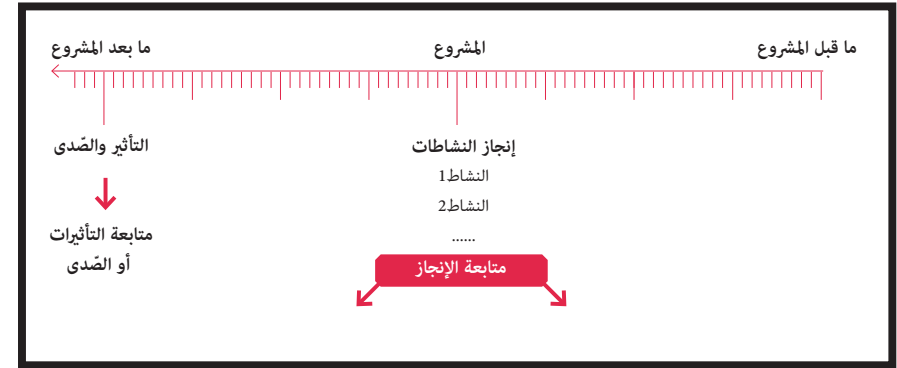 ما قبل المشروع
المشروع
ما بعد المشروع
إنجاز النشاطات
النشاط1
النشاط2
......
متابعة الإنجاز
التأثير والصّدى
متابعة التأثيرات
أو الصّدى